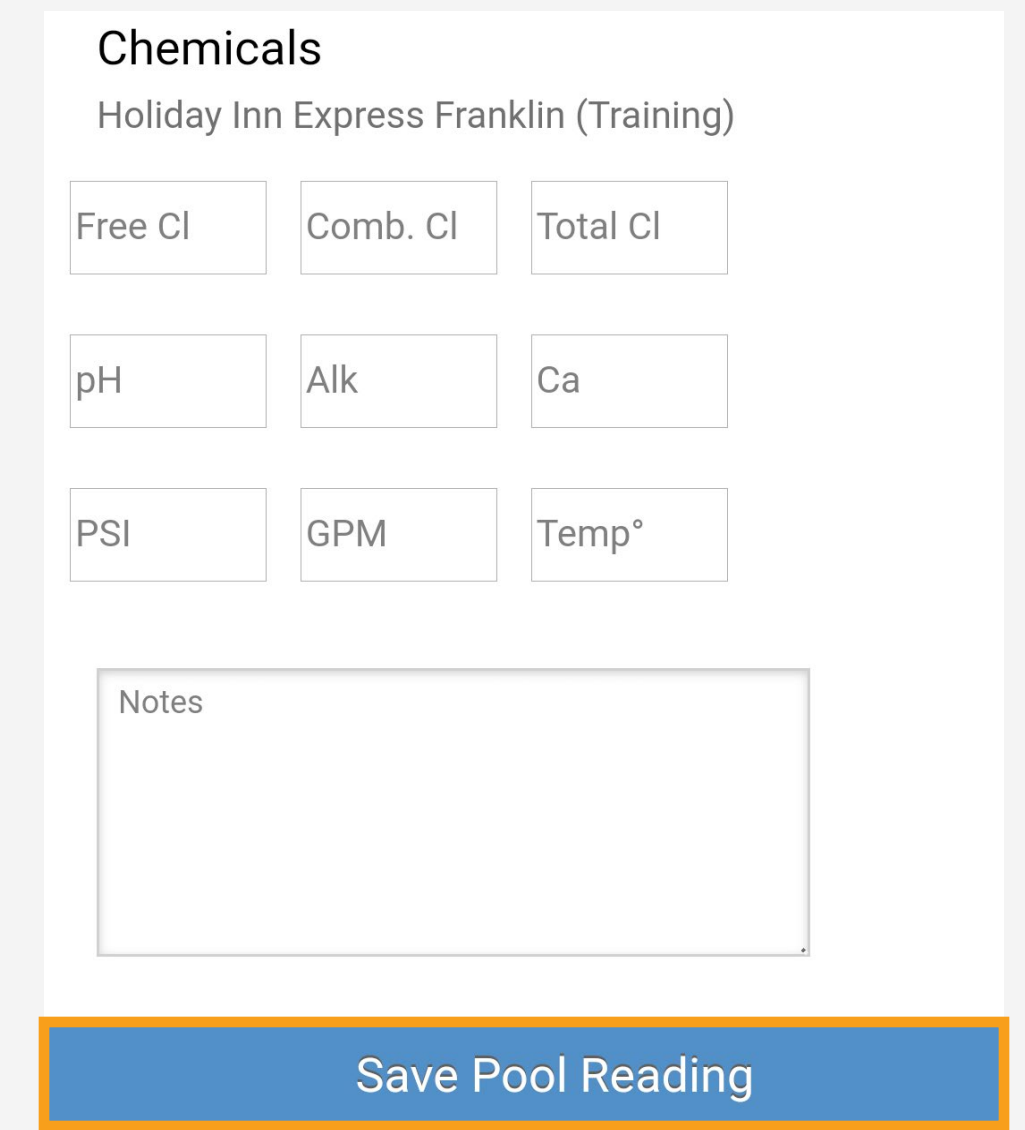 Chemicals
Holiday Inn Express Franklin (Training)
Free Cl Comb. Cl Total Cl
pH Alk Ca
PSI GPM Temp°
Notes
Save Pool Reading